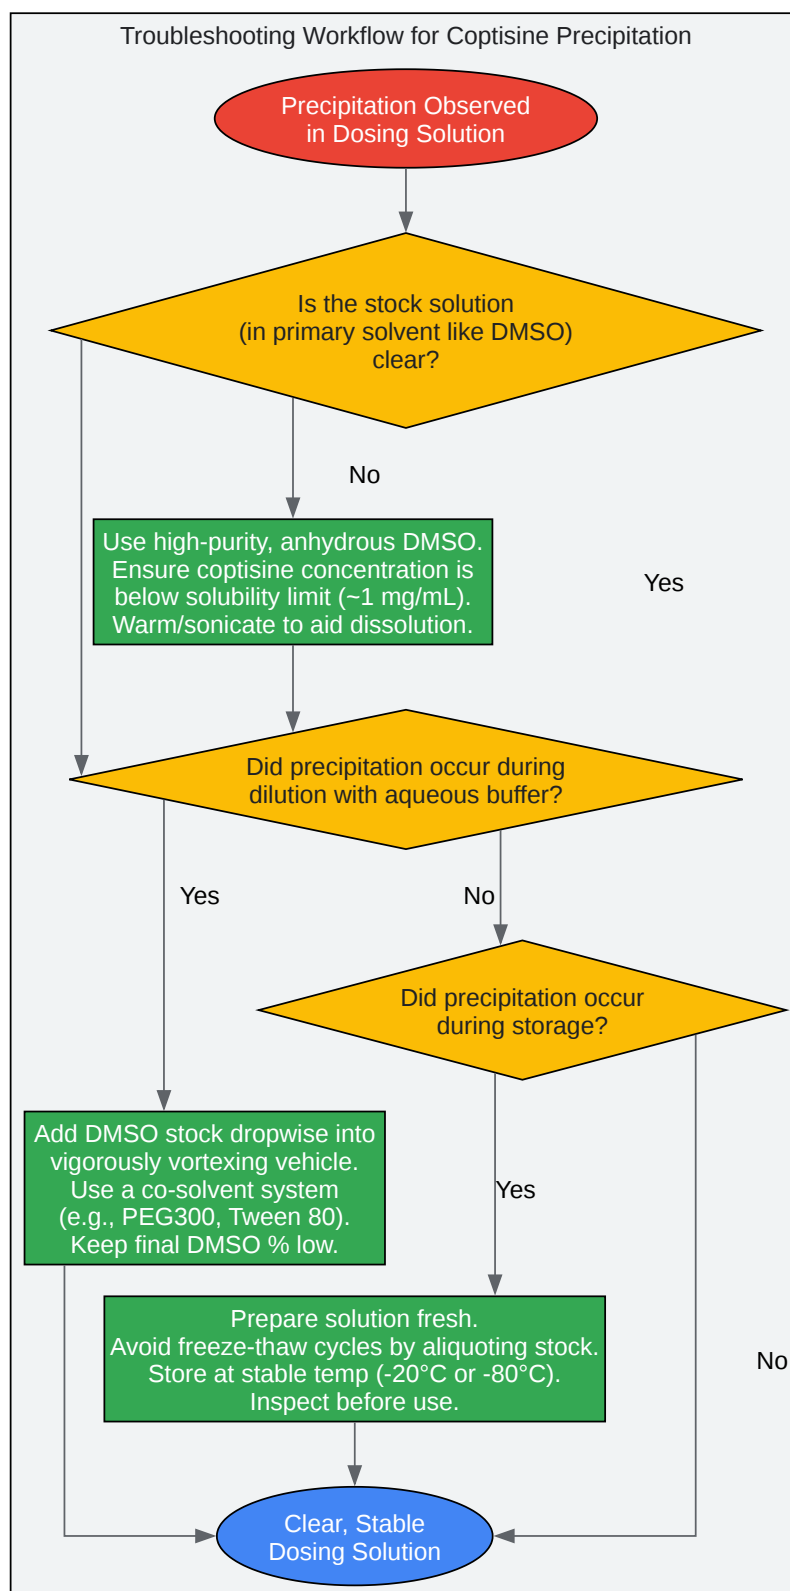 Troubleshooting Workflow for Coptisine Precipitation
Precipitation Observed
in Dosing Solution
Is the stock solution
(in primary solvent like DMSO)
clear?
No
Use high-purity, anhydrous DMSO.
Ensure coptisine concentration is
below solubility limit (~1 mg/mL).
Warm/sonicate to aid dissolution.
Yes
Did precipitation occur during
dilution with aqueous buffer?
Yes
No
Did precipitation occur
during storage?
Add DMSO stock dropwise into
vigorously vortexing vehicle.
Use a co-solvent system
(e.g., PEG300, Tween 80).
Keep final DMSO % low.
Yes
Prepare solution fresh.
Avoid freeze-thaw cycles by aliquoting stock.
Store at stable temp (-20°C or -80°C).
Inspect before use.
No
Clear, Stable
Dosing Solution